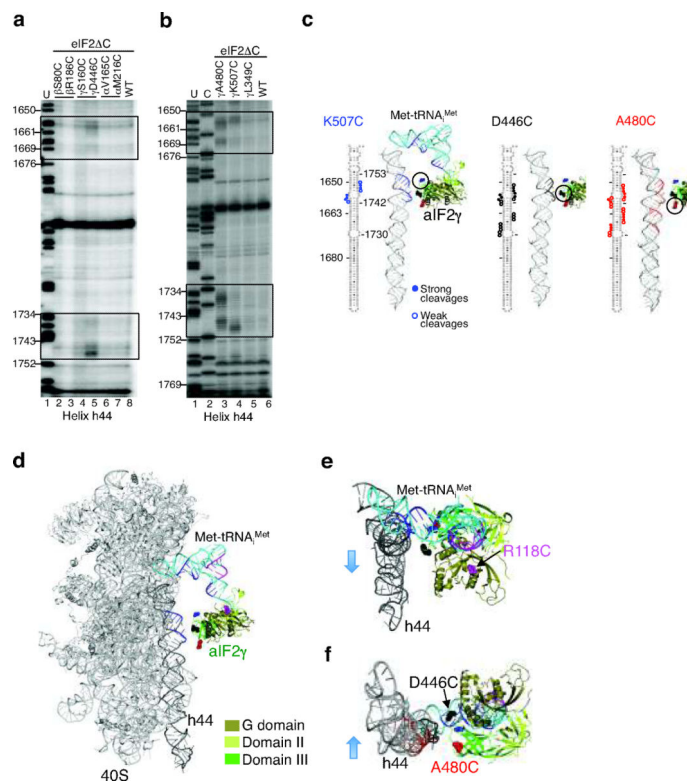 a
eIF2ΔC
U
βS80C
βR186C
γS160C
γD446C
αV165C
αM216C
WT
1650
1661
1669
1676
1734
1743
1752
1 2 3 4 5 6 7 8
Helix h44
b
eIF2ΔC
U C
γA480C
γK507C
γL349C
WT
1650
1661
1669
1676
1734
1743
1752
1769
1 2 3 4 5 6
Helix h44
c
K507C
Met-tRNAiMet
D446C
A480C
1753
1650
1742
aIF2γ
1663
1730
1680
Strong
cleavages
Weak
cleavages
d
Met-tRNAiMet
aIF2γ
h44
40S
G domain
Domain II
Domain III
e
Met-tRNAiMet
R118C
h44
f
D446C
h44
A480C